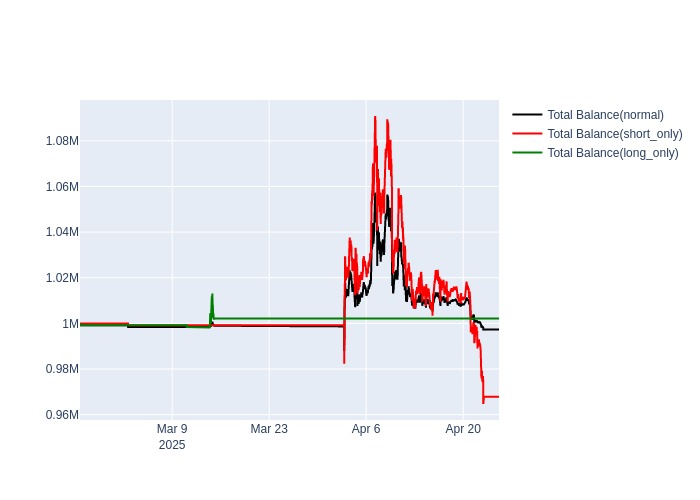 Total Balance(normal)
Total Balance(short_only)
Total Balance(long_only)
1.08M
1.06M
1.04M
1.02M
1M
0.98M
0.96M
Mar 9
2025
Mar 23
Apr 6
Apr 20